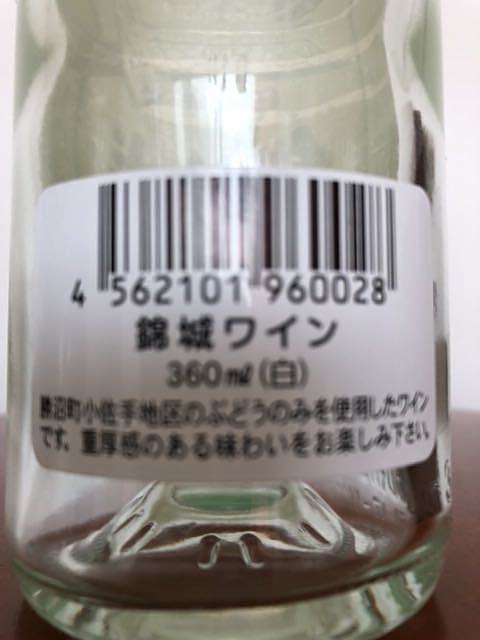 4 562101 960028
錦城ワイン
360㎖(白)
勝沼町小佐手地区のぶどうのみを使用したワイン
です。重厚感のある味わいをお楽しみ下さい。